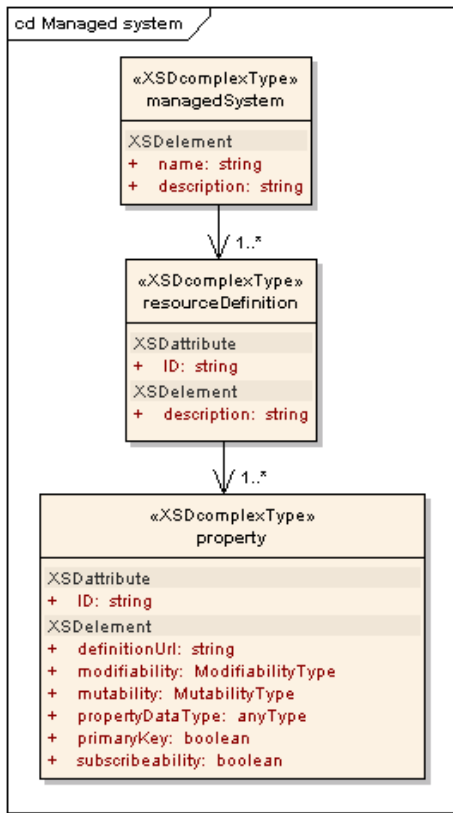 cd Managed system
«XSDcomplexType»
managedSystem
XSDelement
+ name: string
+ description: string
1..*
«XSDcomplexType»
resourceDefinition
XSDattribute
+ ID: string
XSDelement
+ description: string
1..*
«XSDcomplexType»
property
XSDattribute
+ ID: string
XSDelement
+ definitionUrl: string
+ modifiability: ModifiabilityType
+ mutability: MutabilityType
+ propertyDataType: anyType
+ primaryKey: boolean
+ subscribeability: boolean